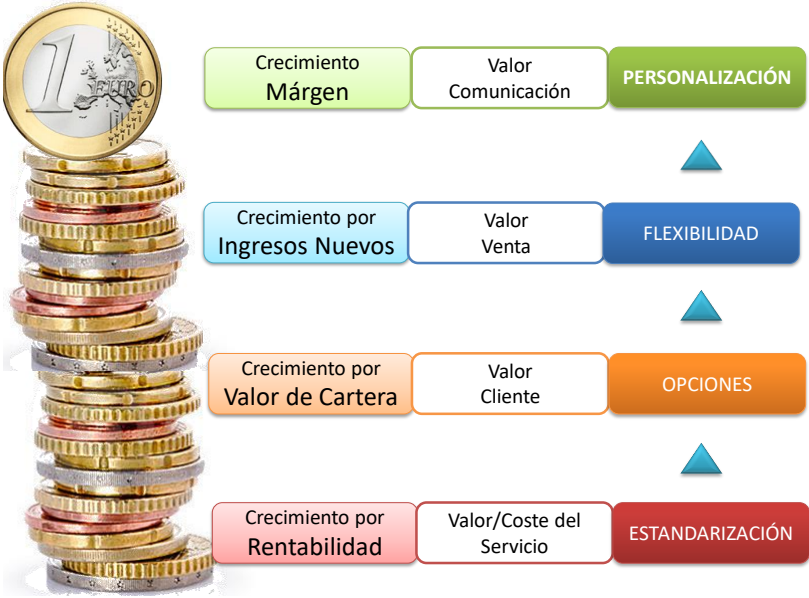 1
EURO
Crecimiento
Márgen
Valor
Comunicación
PERSONALIZACIÓN
Crecimiento por
Ingresos Nuevos
Valor
Venta
FLEXIBILIDAD
Crecimiento por
Valor de Cartera
Valor
Cliente
OPCIONES
Crecimiento por
Rentabilidad
Valor/Coste del
Servicio
ESTANDARIZACIÓN